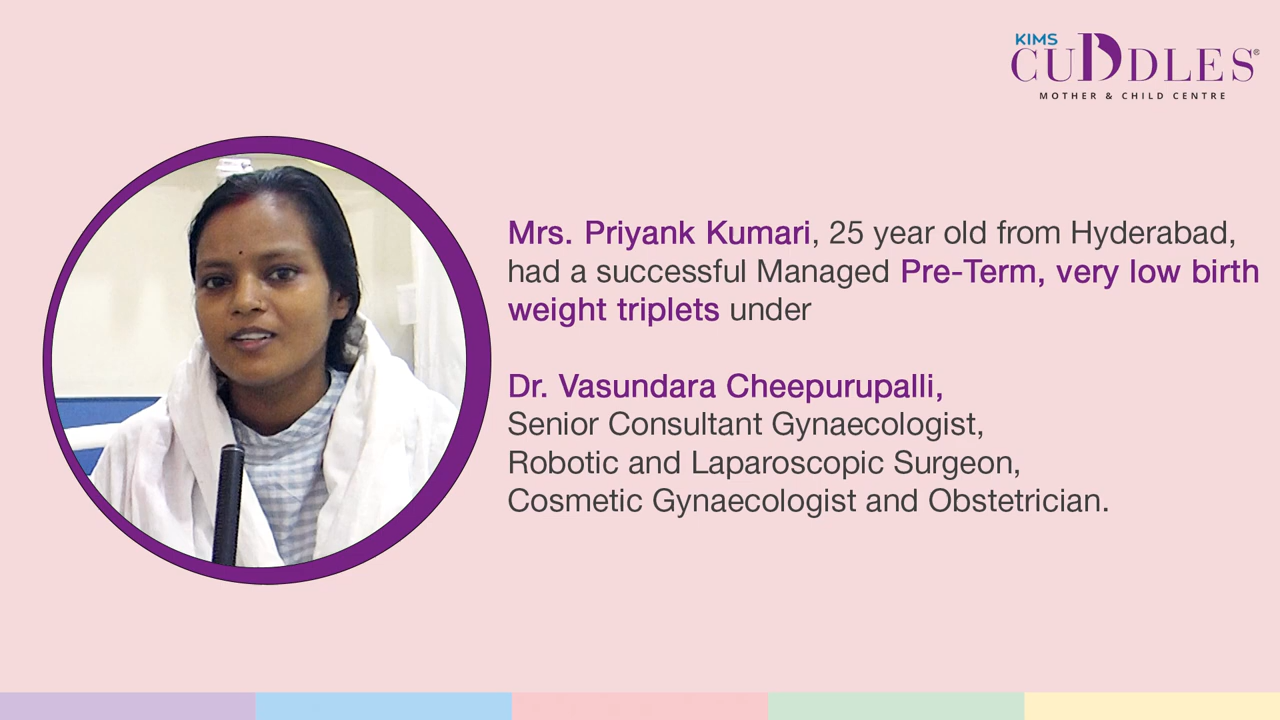 KIMS
CUDDLES®
MOTHER & CHILD CENTRE
Mrs. Priyank Kumari, 25 year old from Hyderabad,
had a successful Managed Pre-Term, very low birth
weight triplets under
Dr. Vasundara Cheepurupalli,
Senior Consultant Gynaecologist,
Robotic and Laparoscopic Surgeon,
Cosmetic Gynaecologist and Obstetrician.